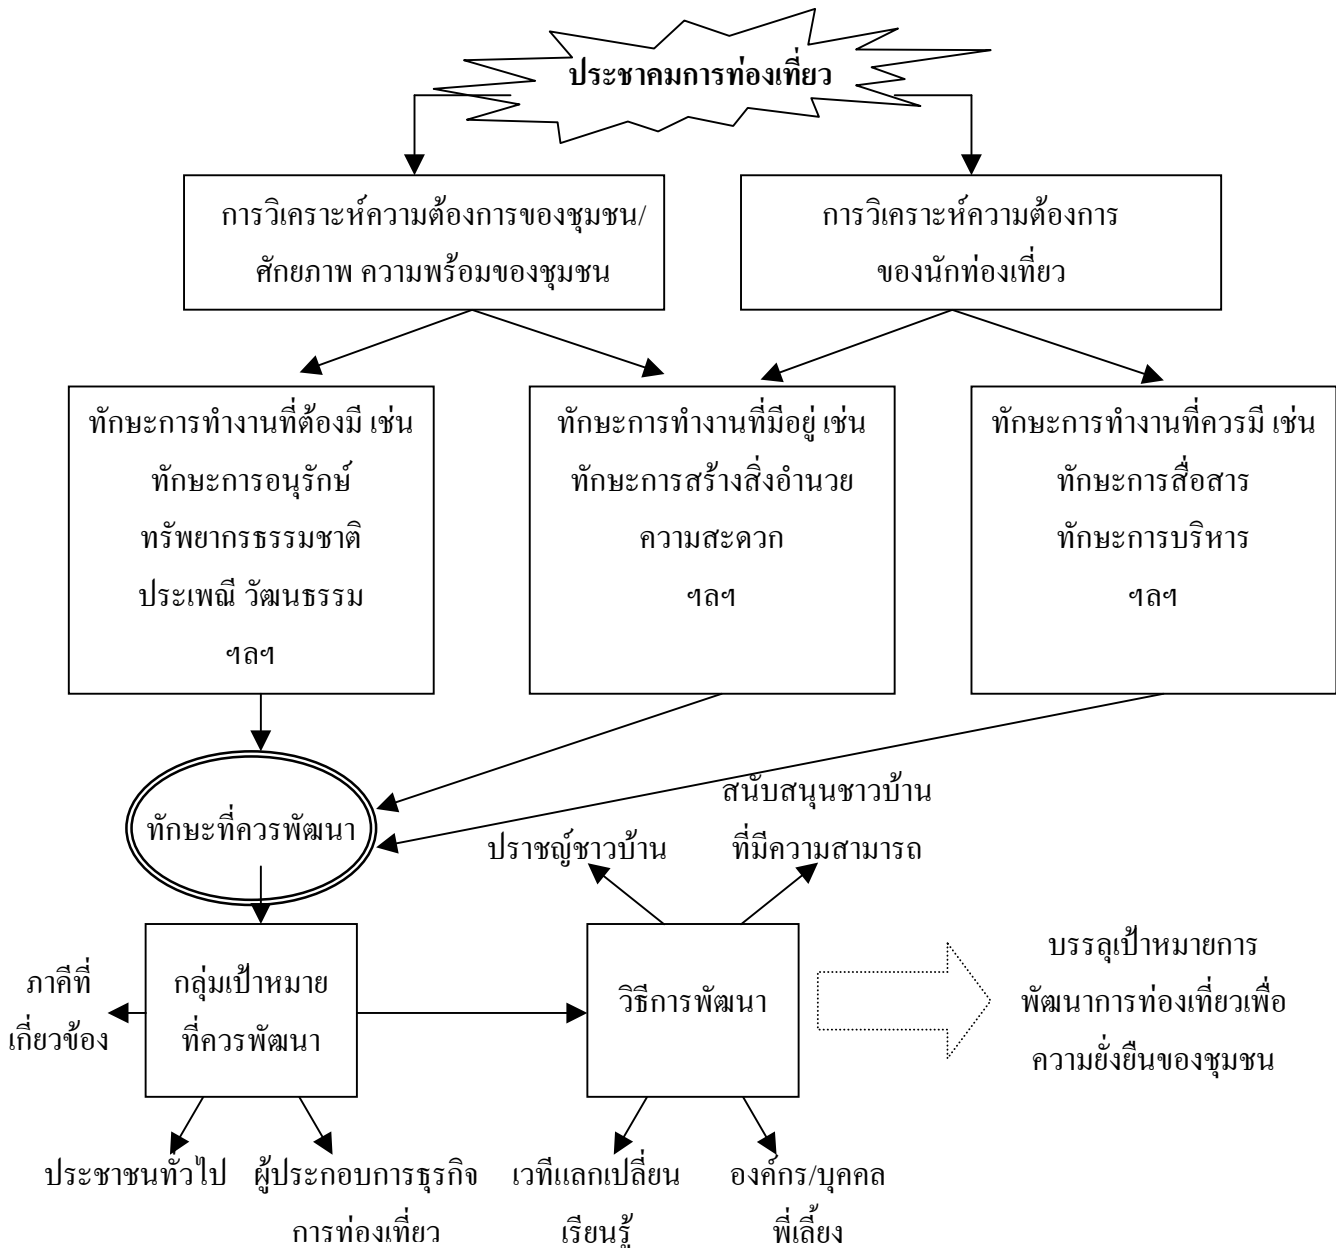 ประชาคมการท่องเที่ยว
การวิเคราะห์ความต้องการของชุมชน/
ศักยภาพ ความพร้อมของชุมชน
การวิเคราะห์ความต้องการ
ของนักท่องเที่ยว
ทักษะการทำงานที่ต้องมี เช่น
ทักษะการอนุรักษ์
ทรัพยากรธรรมชาติ
ประเพณี วัฒนธรรม
ฯลฯ
ทักษะการทำงานที่มีอยู่ เช่น
ทักษะการสร้างสิ่งอำนวย
ความสะดวก
ฯลฯ
ทักษะการทำงานที่ควรมี เช่น
ทักษะการสื่อสาร
ทักษะการบริหาร
ฯลฯ
ทักษะที่ควรพัฒนา
ปราชญ์ชาวบ้าน
สนับสนุนชาวบ้าน
ที่มีความสามารถ
ภาคีที่
เกี่ยวข้อง
กลุ่มเป้าหมาย
ที่ควรพัฒนา
วิธีการพัฒนา
บรรลุเป้าหมายการ
พัฒนาการท่องเที่ยวเพื่อ
ความยั่งยืนของชุมชน
ประชาชนทั่วไป
ผู้ประกอบการธุรกิจ
การท่องเที่ยว
เวทีแลกเปลี่ยน
เรียนรู้
องค์กร/บุคคล
พี่เลี้ยง